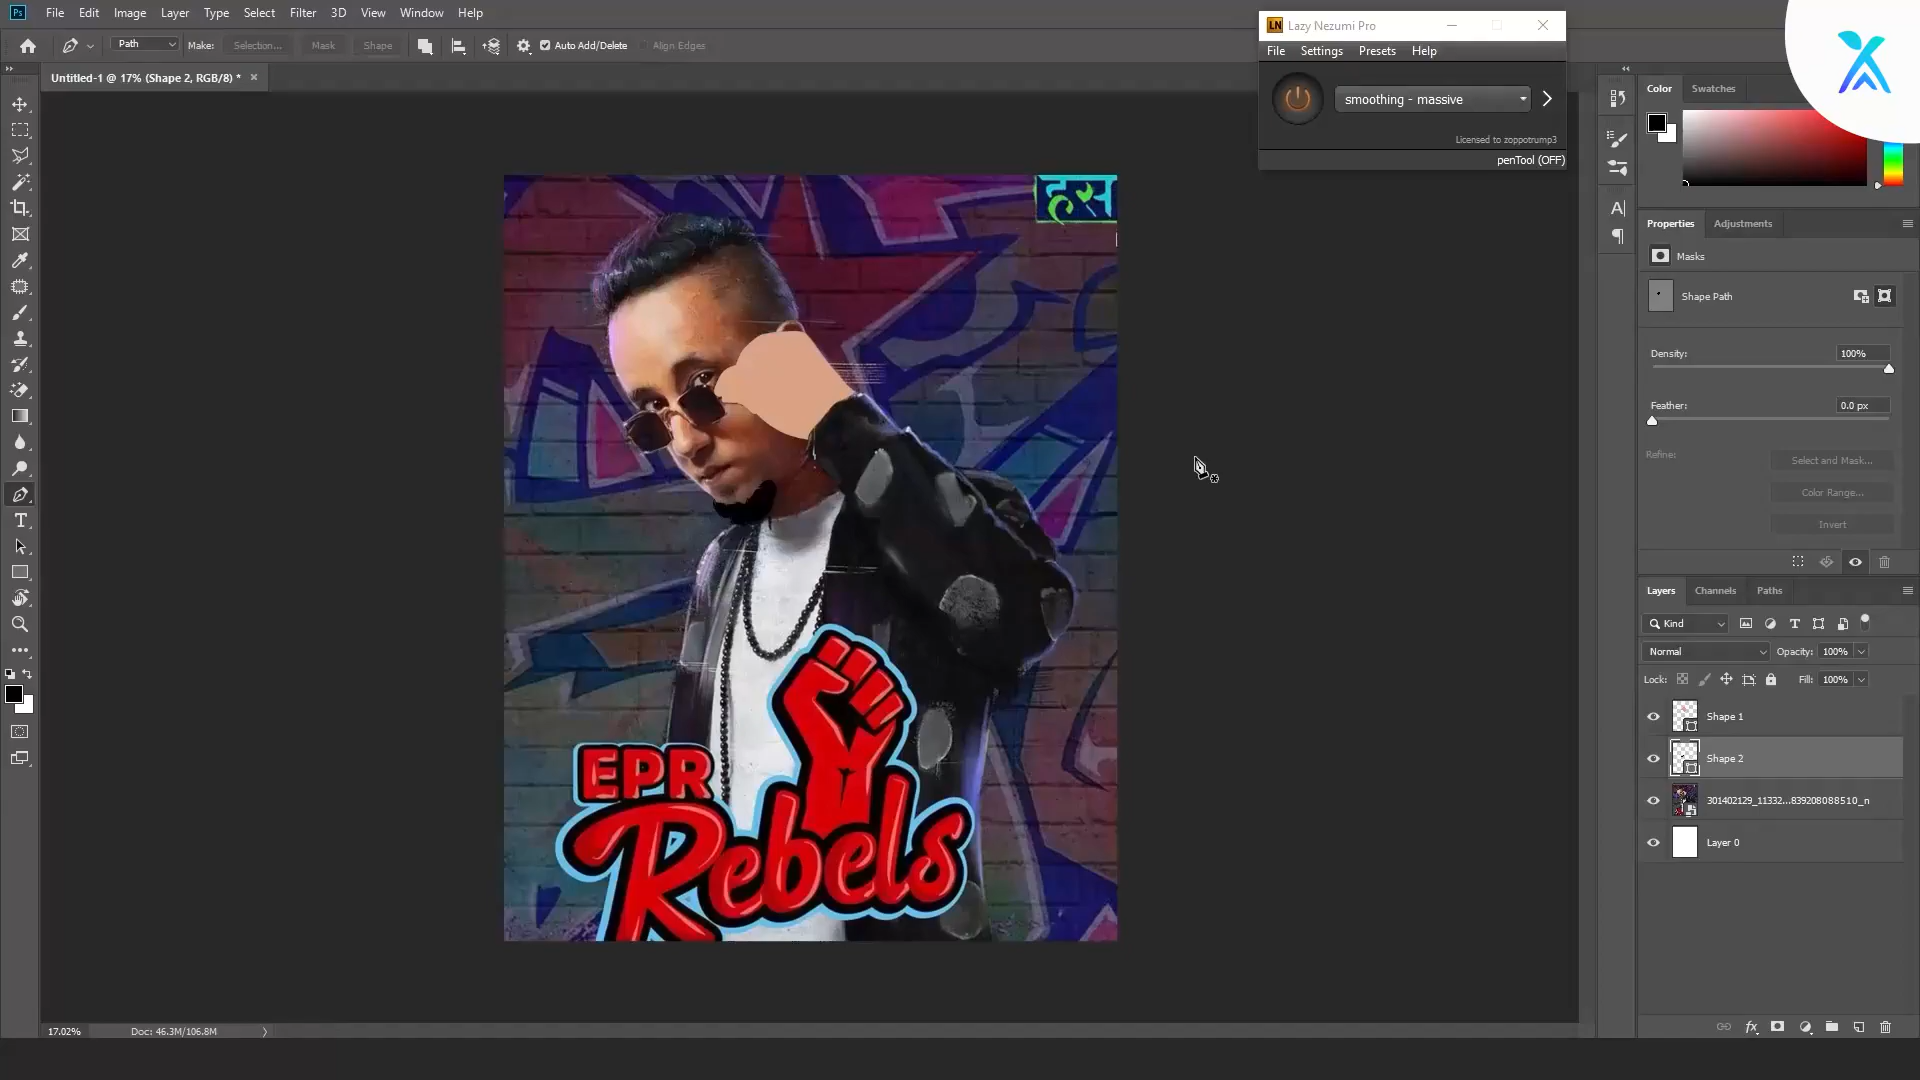 Ps File Edit Image Layer Type Select Filter 3D View Window Help
Path Make: Selection... Mask Shape Auto Add/Delete Align Edges
Untitled-1 @ 17% (Shape 2, RGB/8) *
LN Lazy Nezumi Pro
File Settings Presets Help
smoothing - massive
Licensed to zoppotrump3
penTool (OFF)
Color Swatches
Properties Adjustments
Masks
Shape Path
Density: 100%
Feather: 0.0 px
Refine: Select and Mask...
Color Range...
Invert
Layers Channels Paths
Kind
Normal Opacity: 100%
Lock: Fill: 100%
Shape 1
Shape 2
301402129_11332...839208088510_n
Layer 0
हस
EPR
Rebels
17.02% Doc: 46.3M/106.8M